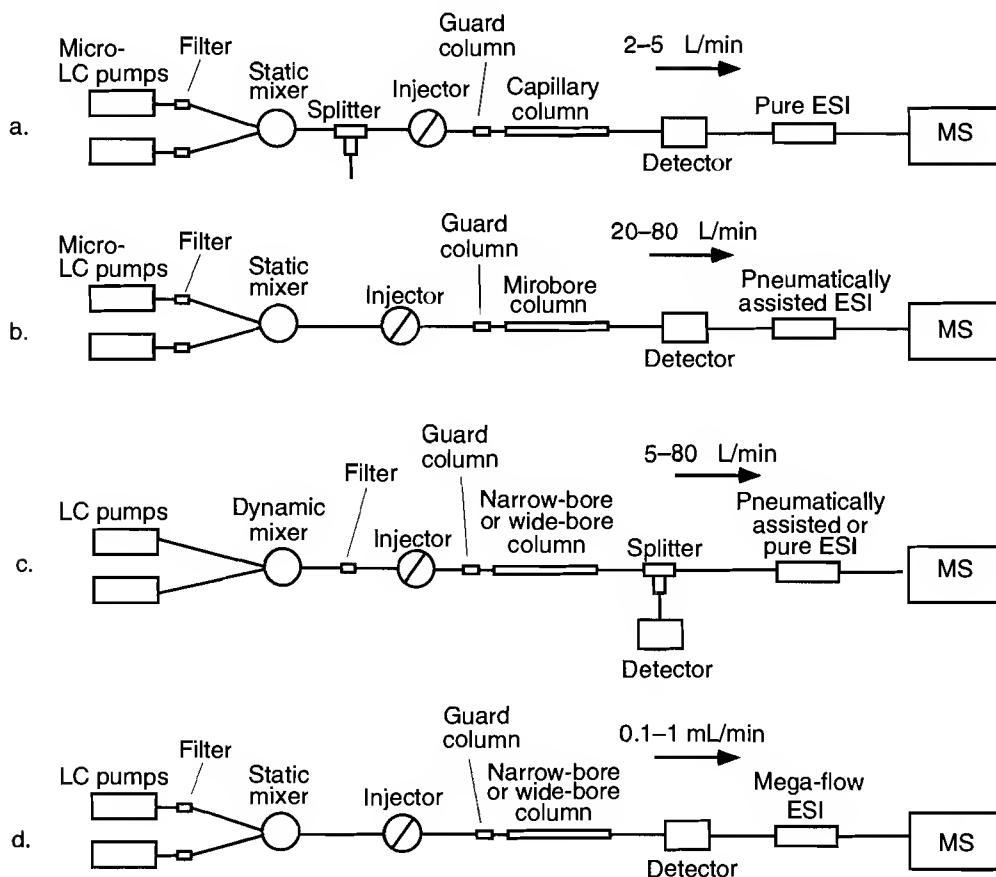 Micro-
LC pumps
Filter
Static
mixer
Splitter
Injector
Guard
column
Capillary
column
2–5 L/min
Detector
Pure ESI
MS
a.
Micro-
LC pumps
Filter
Static
mixer
Injector
Guard
column
Mirobore
column
20–80 L/min
Detector
Pneumatically
assisted ESI
MS
b.
LC pumps
Dynamic
mixer
Filter
Injector
Guard
column
Narrow-bore
or wide-bore
column
Splitter
Detector
5–80 L/min
Pneumatically
assisted or
pure ESI
MS
c.
LC pumps
Filter
Static
mixer
Injector
Guard
column
Narrow-bore
or wide-bore
column
0.1–1 mL/min
Detector
Mega-flow
ESI
MS
d.